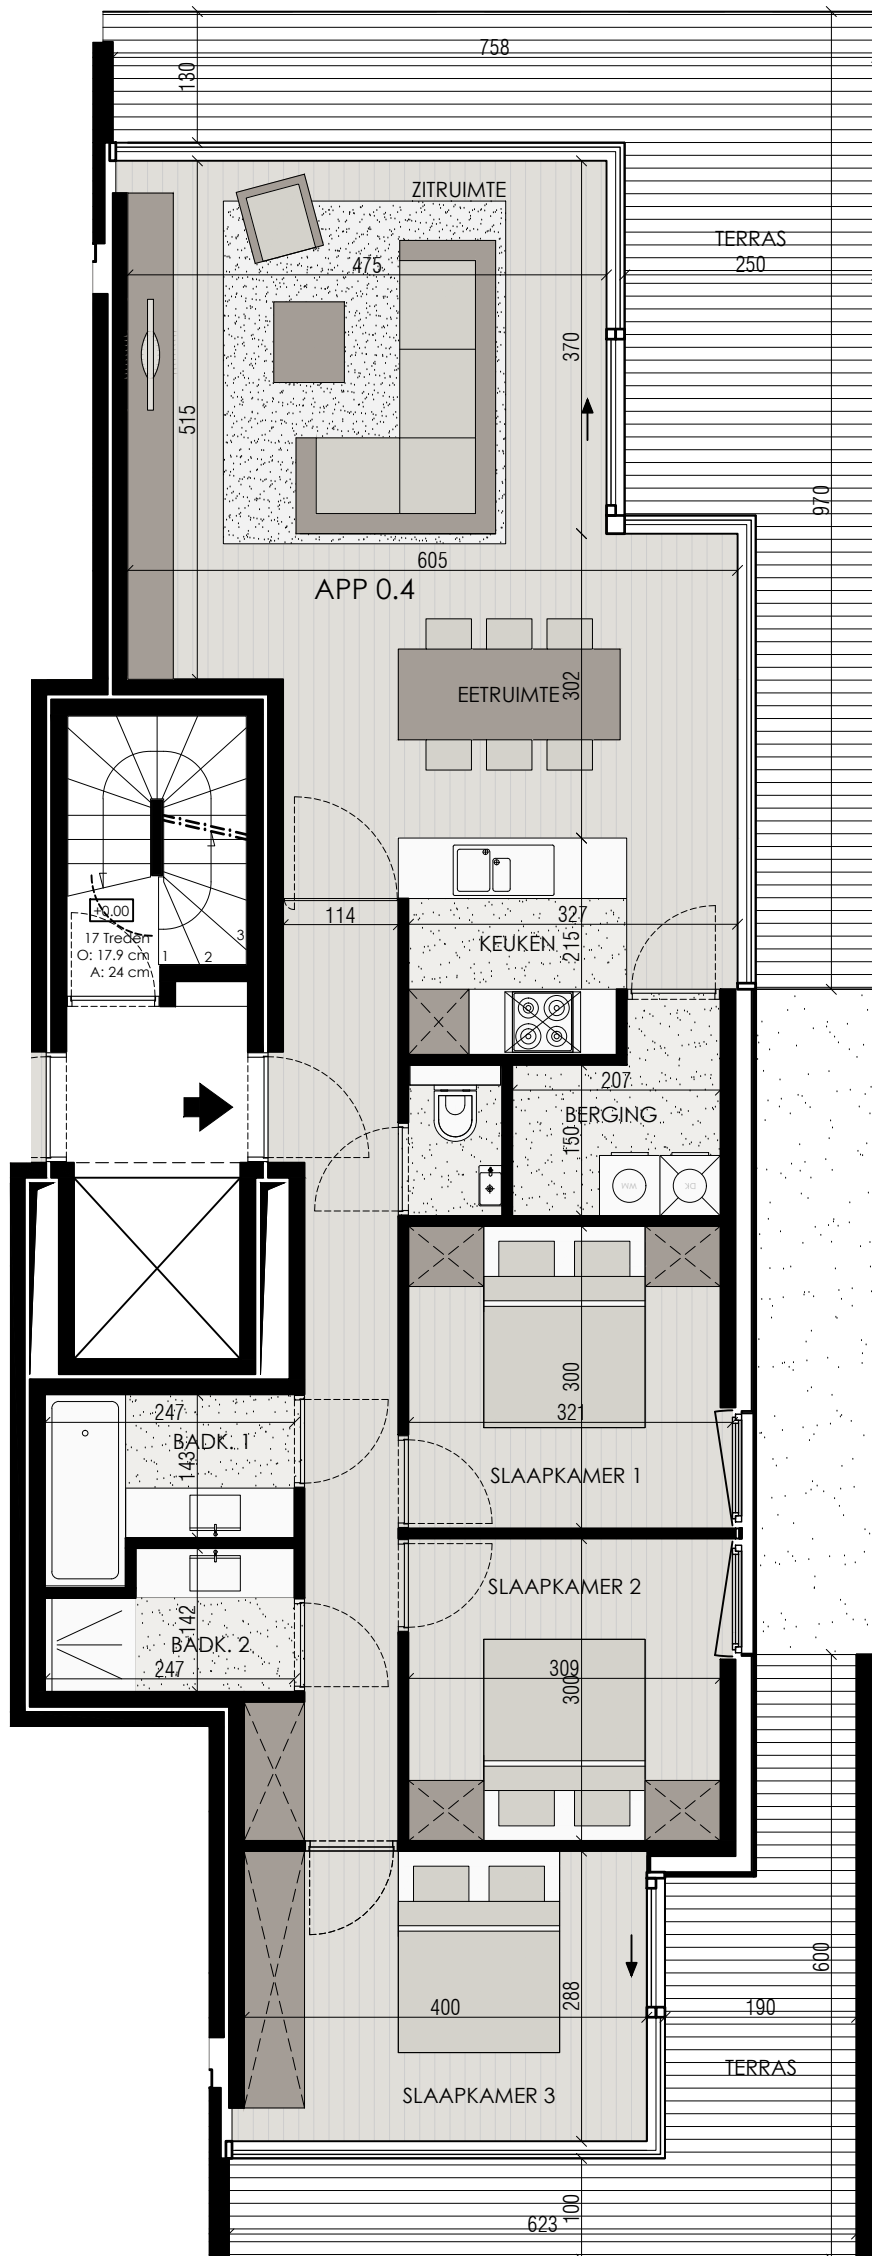 758
130
ZITRUIMTE
TERRAS
250
475
370
515
970
605
APP 0.4
EETRUIMTE
302
114
327
KEUKEN
215
+0.00
17 Treden
O: 17.9 cm
A: 24 cm
1
2
3
207
BERGING
150
WM
DK
300
321
247
BADK. 1
143
SLAAPKAMER 1
SLAAPKAMER 2
142
BADK. 2
247
309
300
600
288
400
190
TERRAS
SLAAPKAMER 3
100
623